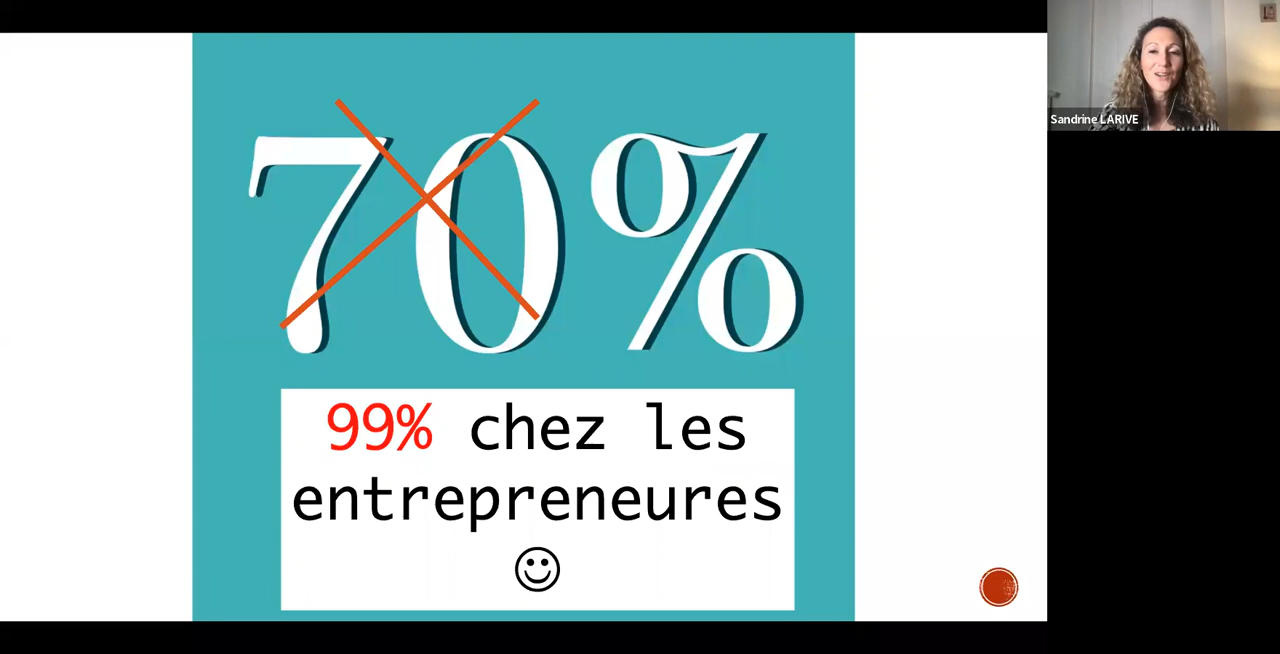 70%
99% chez les
entrepreneures
☺
Sandrine LARIVE